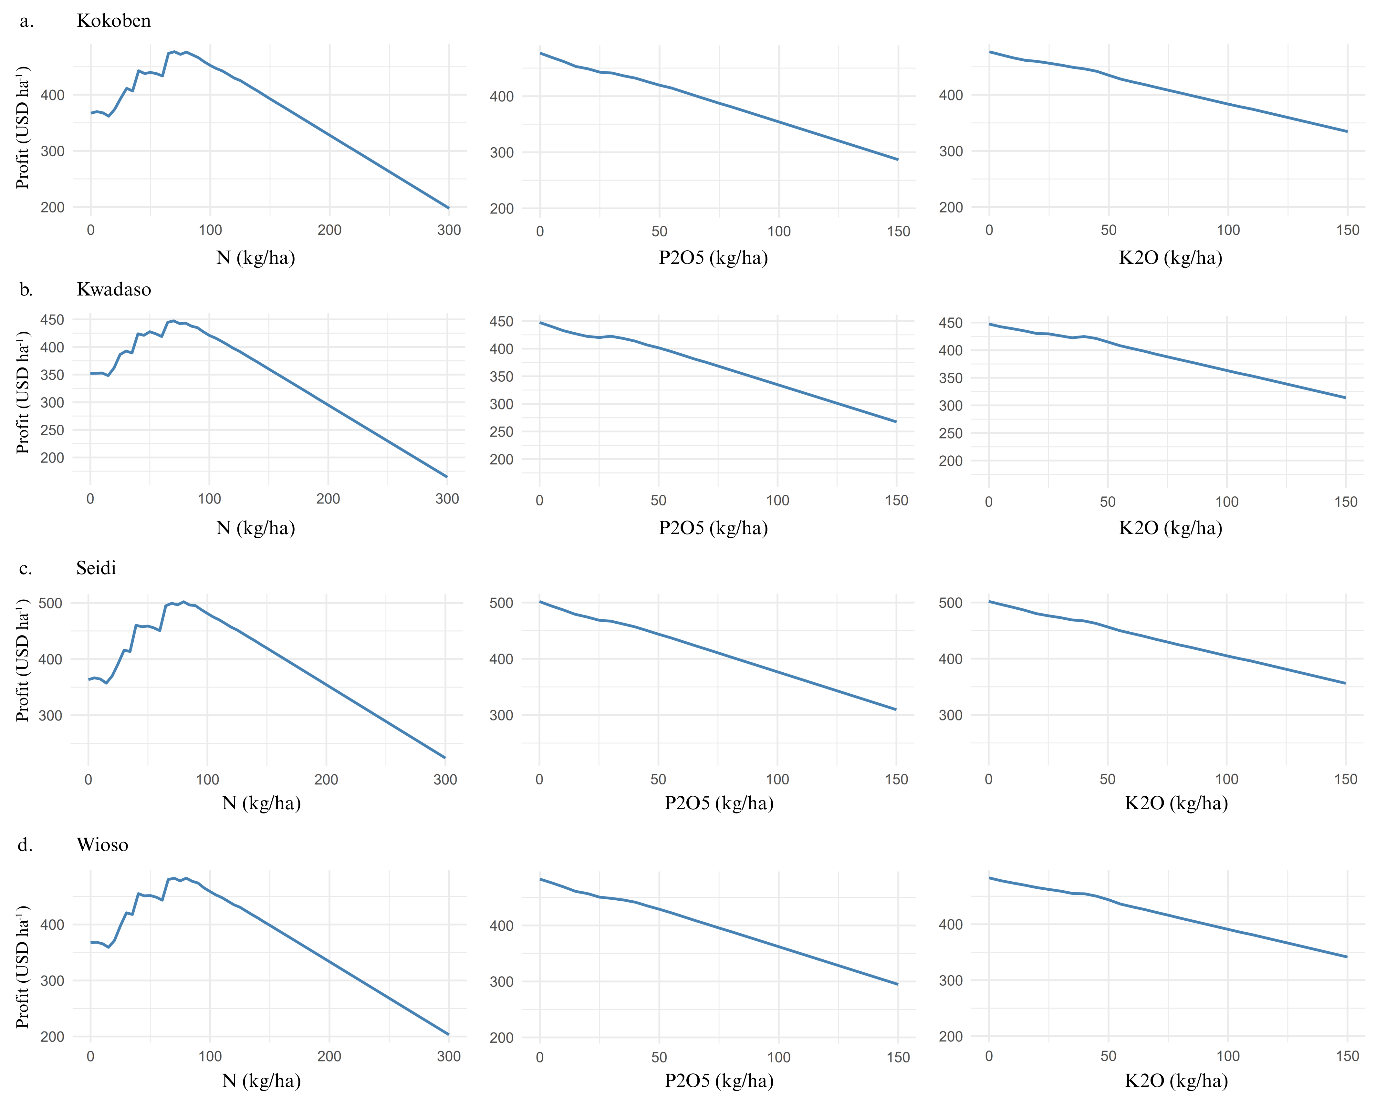 a. Kokoben
Profit (USD ha⁻¹)
400
300
200
0 100 200 300
N (kg/ha)
400
300
200
0 50 100 150
P2O5 (kg/ha)
400
300
200
0 50 100 150
K2O (kg/ha)
b. Kwadaso
Profit (USD ha⁻¹)
450
400
350
300
250
200
0 100 200 300
N (kg/ha)
450
400
350
300
250
200
0 50 100 150
P2O5 (kg/ha)
450
400
350
300
250
200
0 50 100 150
K2O (kg/ha)
c. Seidi
Profit (USD ha⁻¹)
500
400
300
0 100 200 300
N (kg/ha)
500
400
300
0 50 100 150
P2O5 (kg/ha)
500
400
300
0 50 100 150
K2O (kg/ha)
d. Wioso
Profit (USD ha⁻¹)
400
300
200
0 100 200 300
N (kg/ha)
400
300
200
0 50 100 150
P2O5 (kg/ha)
400
300
200
0 50 100 150
K2O (kg/ha)